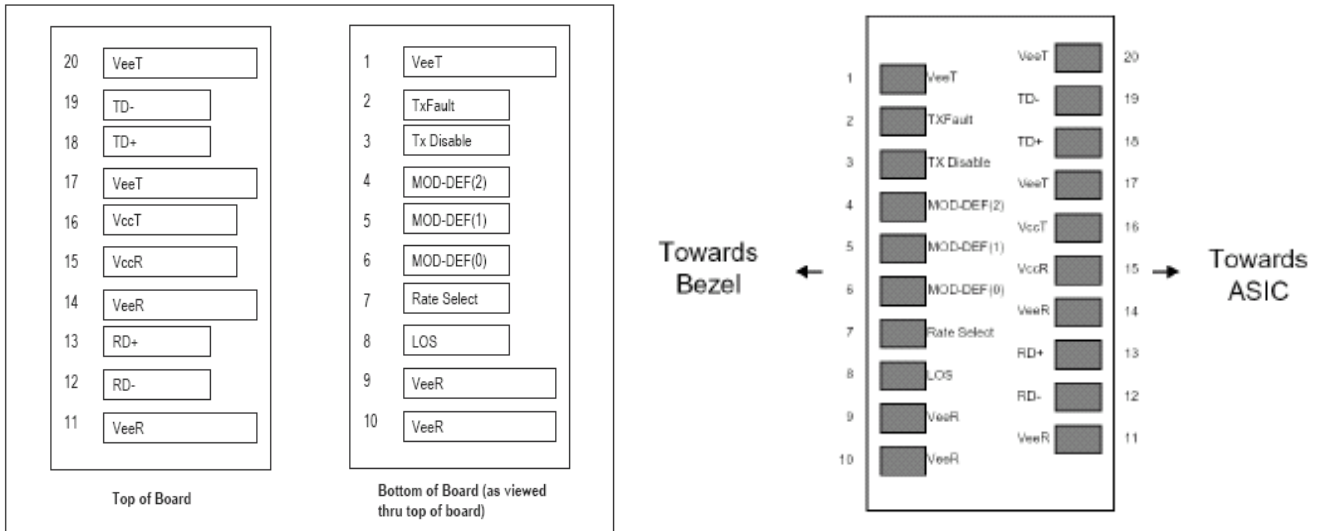 20 VeeT
19 TD-
18 TD+
17 VeeT
16 VccT
15 VccR
14 VeeR
13 RD+
12 RD-
11 VeeR
Top of Board
1 VeeT
2 TxFault
3 Tx Disable
4 MOD-DEF(2)
5 MOD-DEF(1)
6 MOD-DEF(0)
7 Rate Select
8 LOS
9 VeeR
10 VeeR
Bottom of Board (as viewed
thru top of board)
Towards
Bezel
1 VeeT
2 TXFault
3 TX Disable
4 MOD-DEF(2)
5 MOD-DEF(1)
6 MOD-DEF(0)
7 Rate Select
8 LOS
9 VeeR
10 VeeR
VeeT 20
TD- 19
TD+ 18
VeeT 17
VccT 16
VccR 15
VeeR 14
RD+ 13
RD- 12
VeeR 11
Towards
ASIC